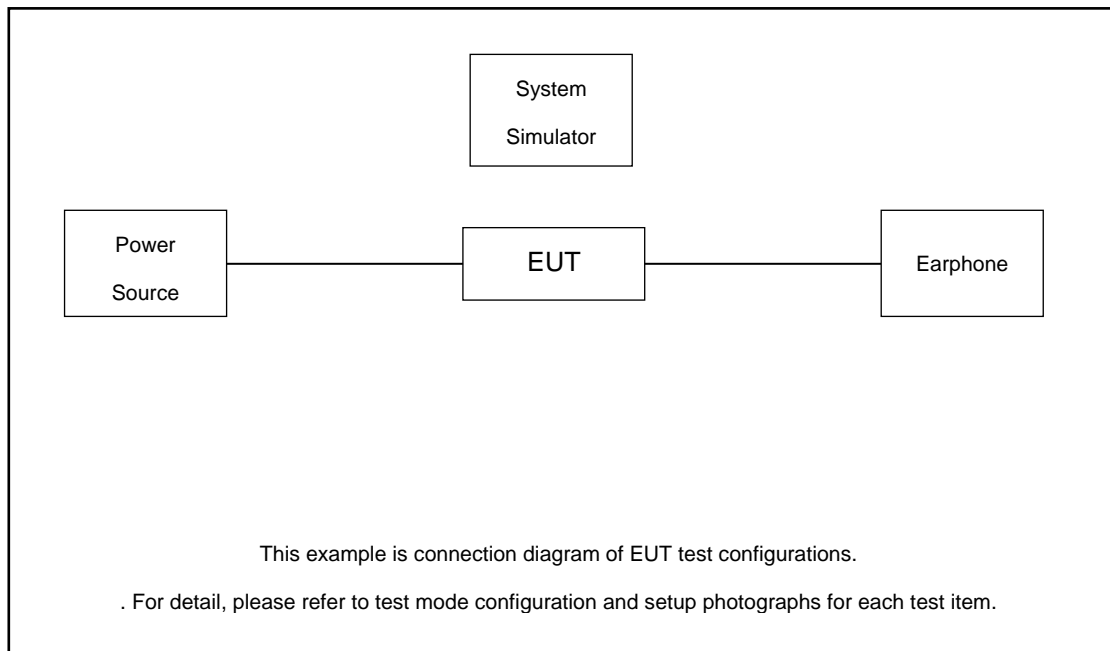 System
Simulator
Power
Source
EUT
Earphone
This example is connection diagram of EUT test configurations.
. For detail, please refer to test mode configuration and setup photographs for each test item.